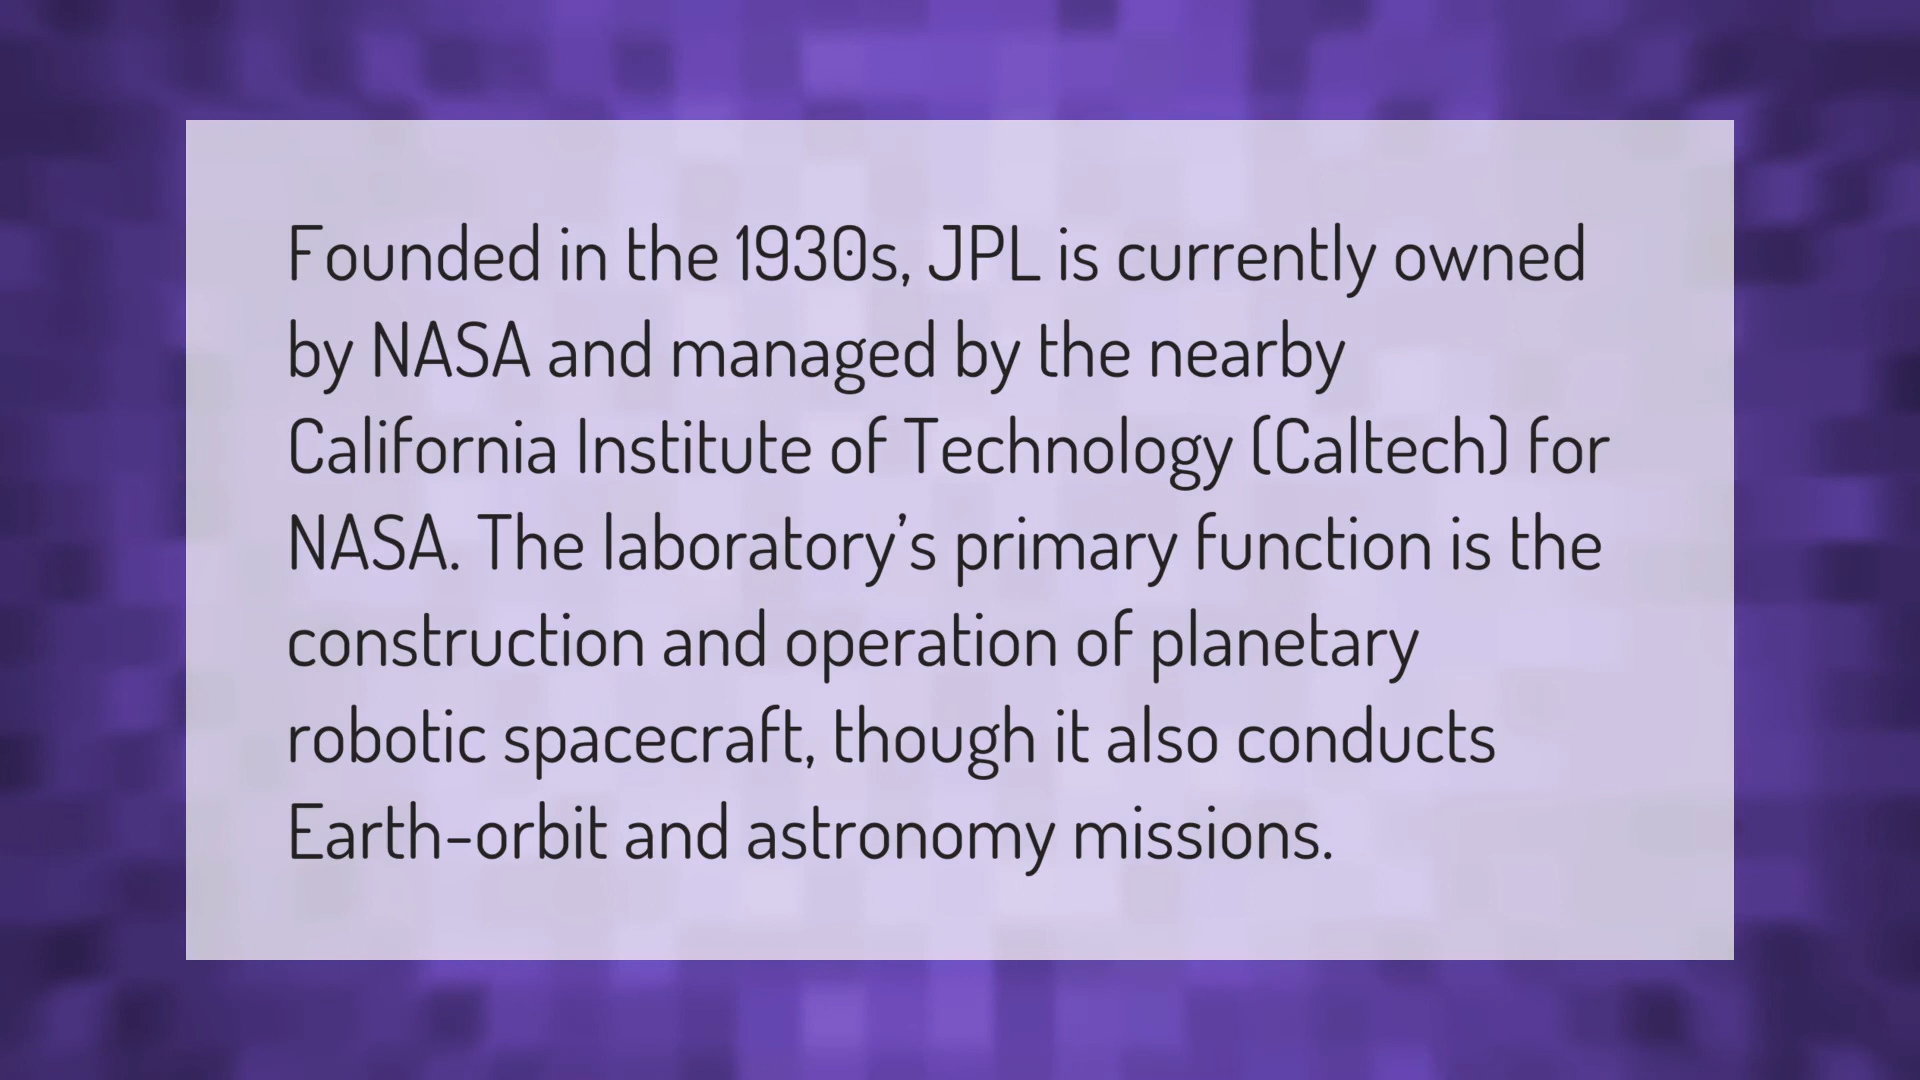 Founded in the 1930s, JPL is currently owned
by NASA and managed by the nearby
California Institute of Technology (Caltech) for
NASA. The laboratory’s primary function is the
construction and operation of planetary
robotic spacecraft, though it also conducts
Earth-orbit and astronomy missions.